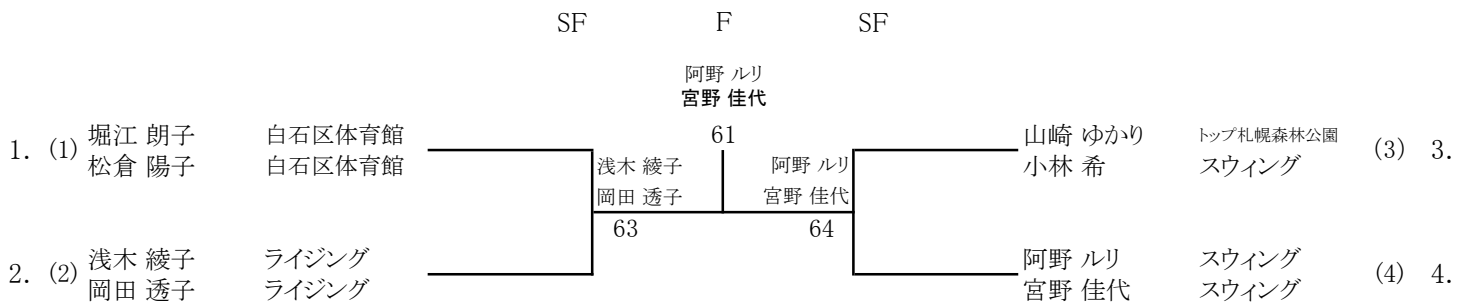 SF F SF
阿野 ルリ
宮野 佳代
61
1. (1) 堀江 朗子 白石区体育館
松倉 陽子 白石区体育館
山崎 ゆかり トップ札幌森林公園 (3) 3.
小林 希 スウィング
浅木 綾子 阿野 ルリ
岡田 透子 宮野 佳代
63 64
2. (2) 浅木 綾子 ライジング
岡田 透子 ライジング
阿野 ルリ スウィング (4) 4.
宮野 佳代 スウィング